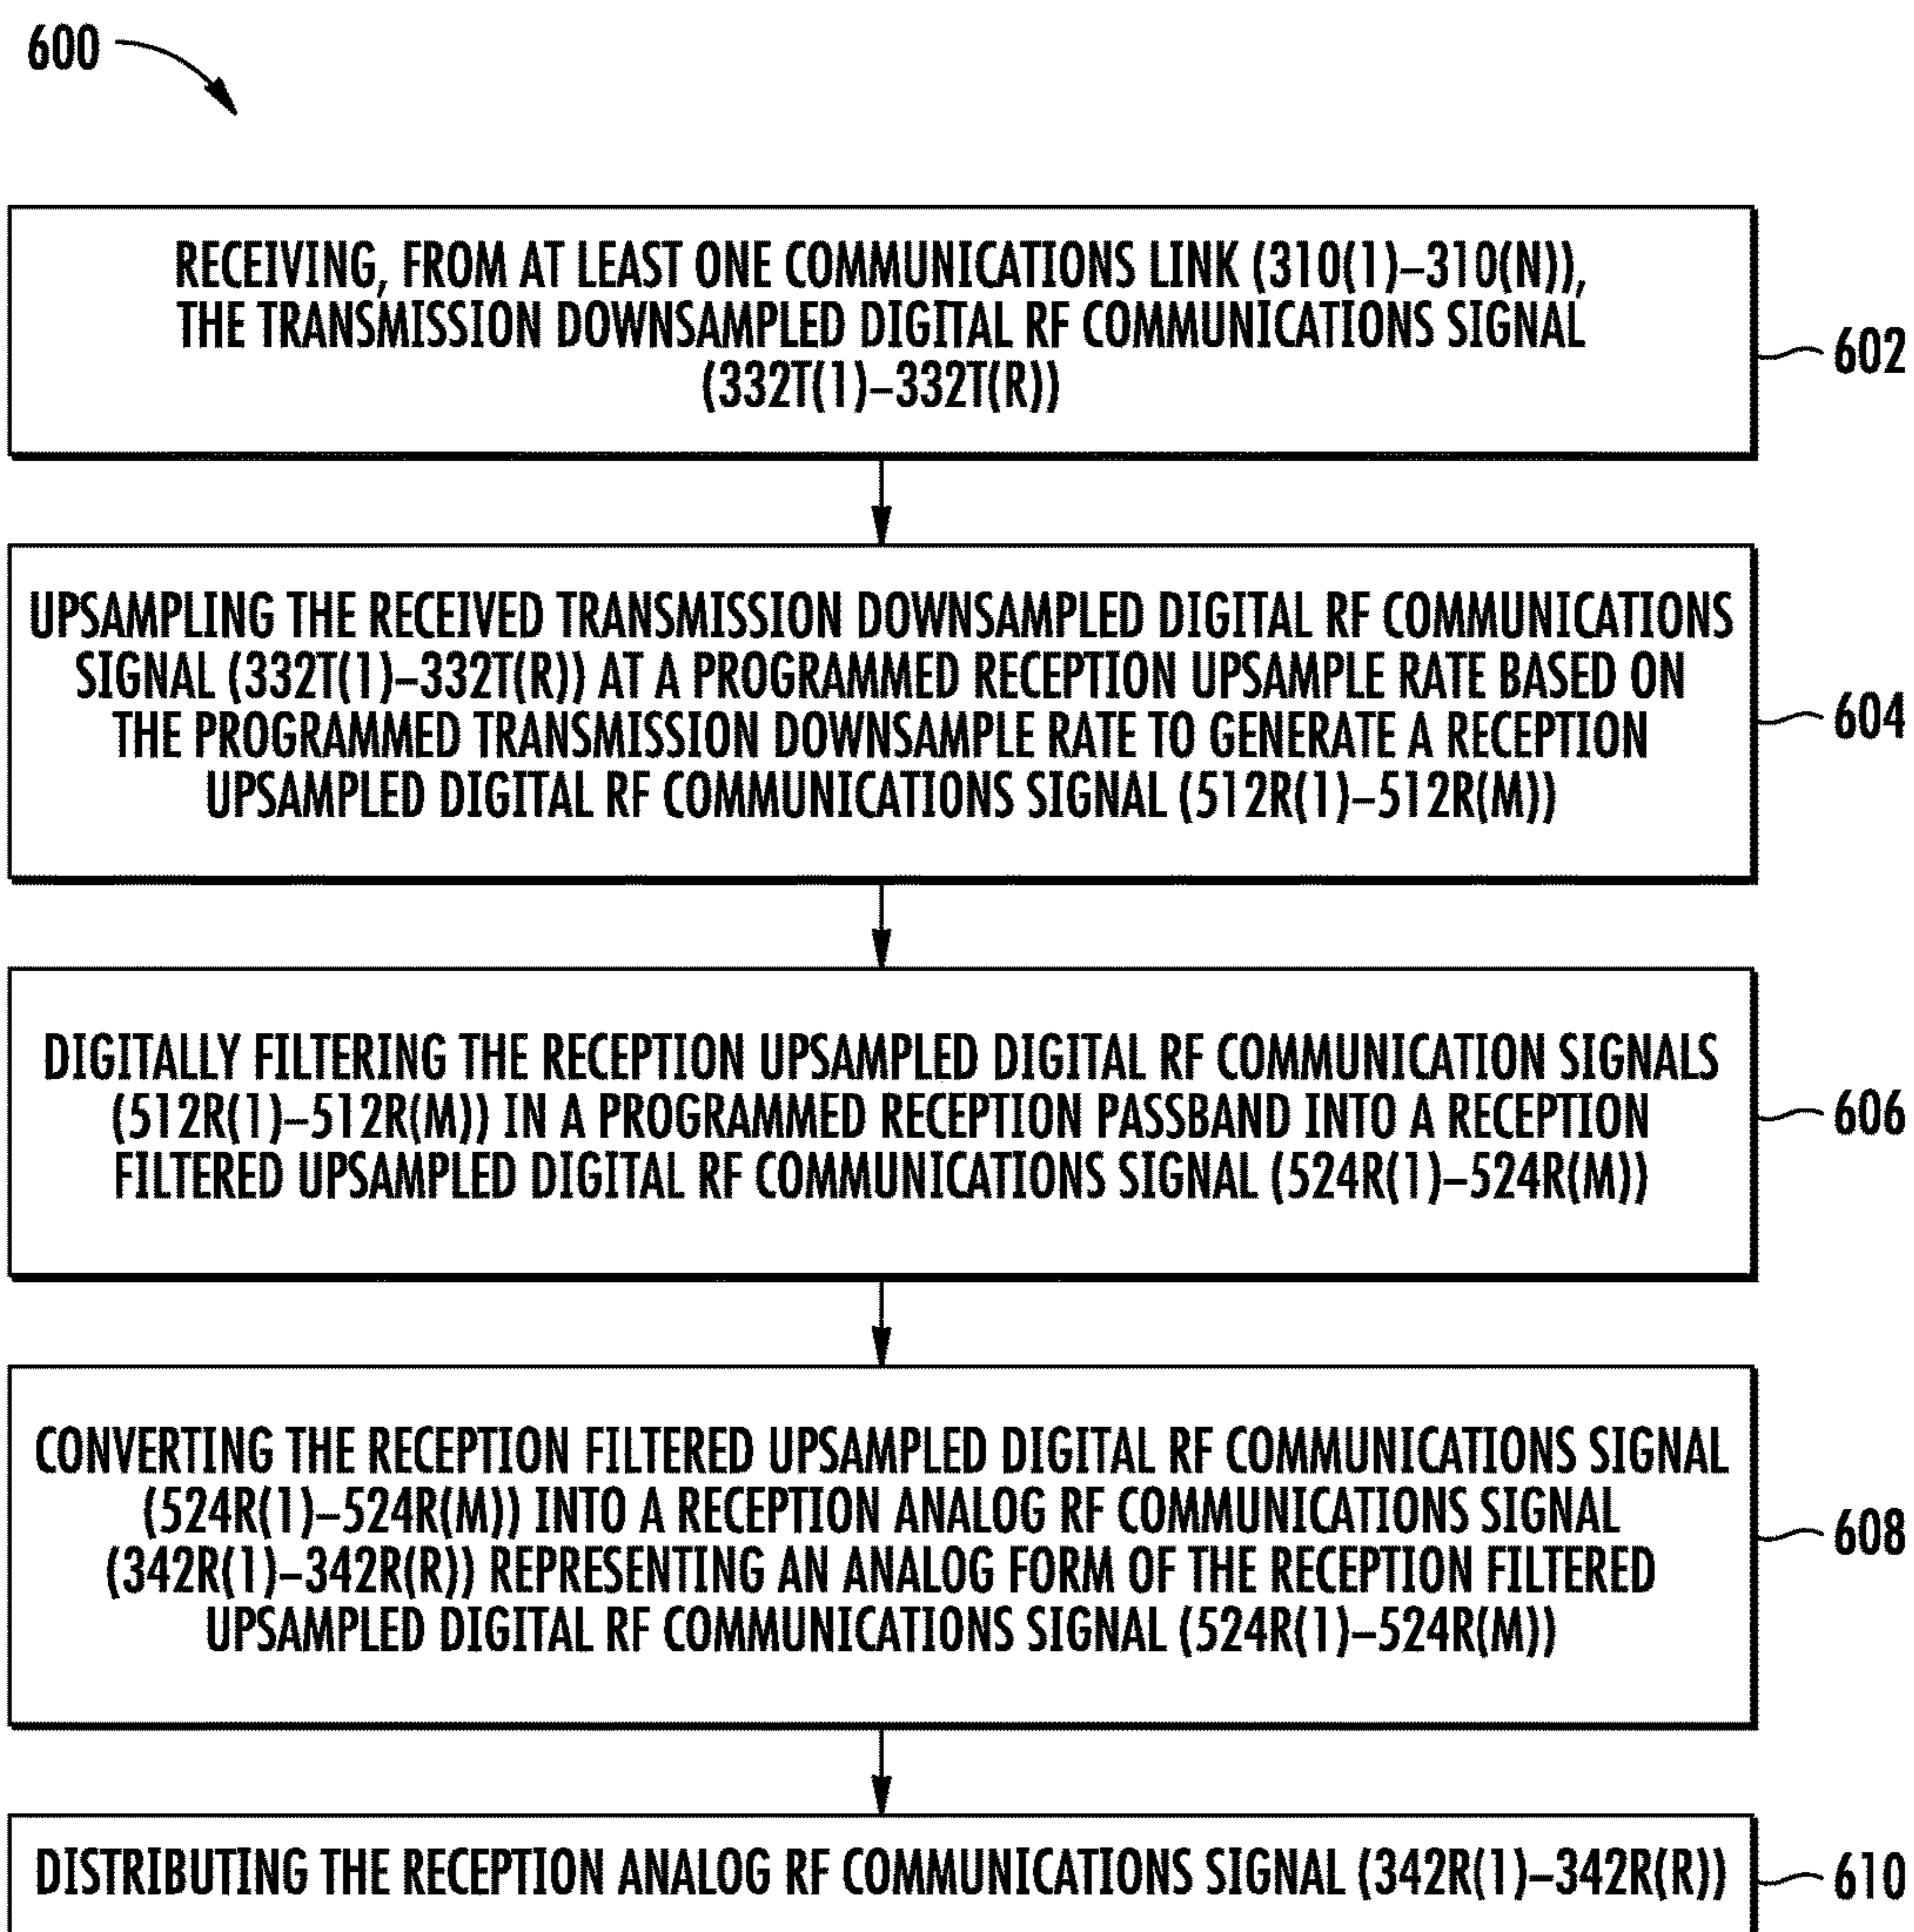 600
RECEIVING, FROM AT LEAST ONE COMMUNICATIONS LINK (310(1)–310(N)),
THE TRANSMISSION DOWNSAMPLED DIGITAL RF COMMUNICATIONS SIGNAL
(332T(1)–332T(R))
602
UPSAMPLING THE RECEIVED TRANSMISSION DOWNSAMPLED DIGITAL RF COMMUNICATIONS
SIGNAL (332T(1)–332T(R)) AT A PROGRAMMED RECEPTION UPSAMPLE RATE BASED ON
THE PROGRAMMED TRANSMISSION DOWNSAMPLE RATE TO GENERATE A RECEPTION
UPSAMPLED DIGITAL RF COMMUNICATIONS SIGNAL (512R(1)–512R(M))
604
DIGITALLY FILTERING THE RECEPTION UPSAMPLED DIGITAL RF COMMUNICATION SIGNALS
(512R(1)–512R(M)) IN A PROGRAMMED RECEPTION PASSBAND INTO A RECEPTION
FILTERED UPSAMPLED DIGITAL RF COMMUNICATIONS SIGNAL (524R(1)–524R(M))
606
CONVERTING THE RECEPTION FILTERED UPSAMPLED DIGITAL RF COMMUNICATIONS SIGNAL
(524R(1)–524R(M)) INTO A RECEPTION ANALOG RF COMMUNICATIONS SIGNAL
(342R(1)–342R(R)) REPRESENTING AN ANALOG FORM OF THE RECEPTION FILTERED
UPSAMPLED DIGITAL RF COMMUNICATIONS SIGNAL (524R(1)–524R(M))
608
DISTRIBUTING THE RECEPTION ANALOG RF COMMUNICATIONS SIGNAL (342R(1)–342R(R))
610